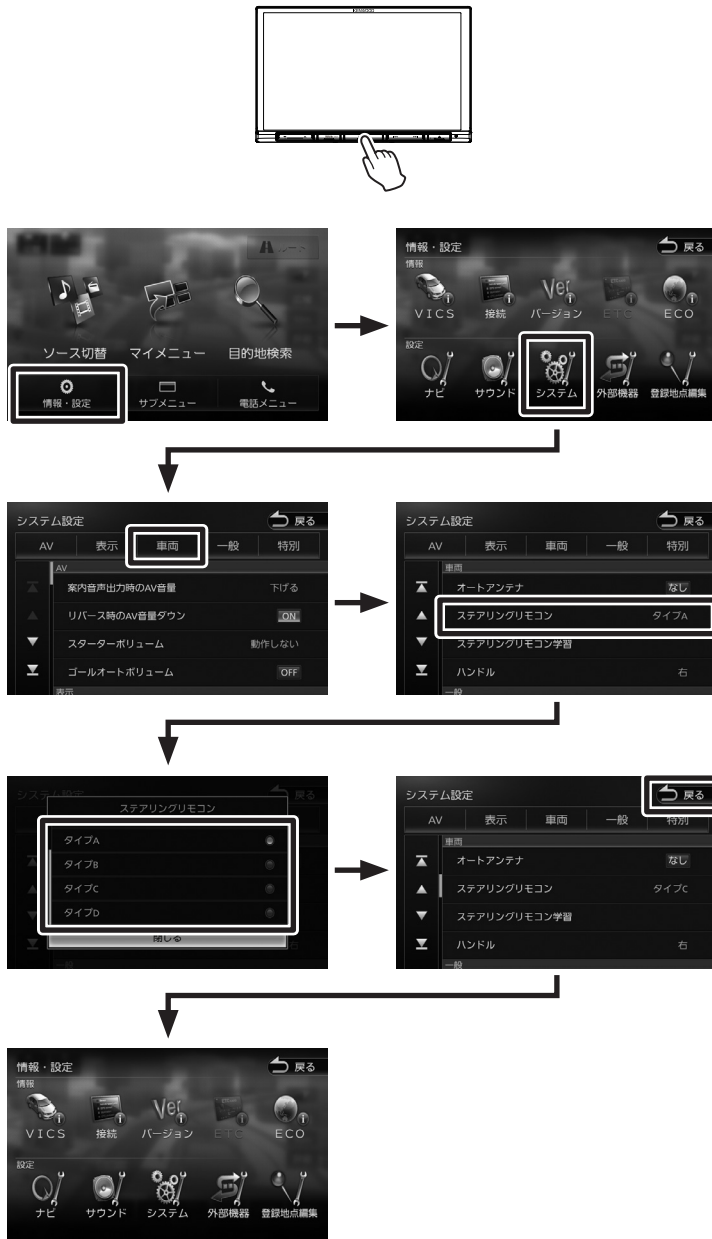 KENWOOD
ソース切替 マイメニュー 目的地検索
情報・設定 サブメニュー 電話メニュー
情報・設定 戻る
情報
VICS 接続 バージョン ETC ECO
設定
ナビ サウンド システム 外部機器 登録地点編集
システム設定 戻る
AV 表示 車両 一般 特別
AV
案内音声出力時のAV音量 下げる
リバース時のAV音量ダウン ON
スターターボリューム 動作しない
ゴールオートボリューム OFF
表示
システム設定 戻る
AV 表示 車両 一般 特別
車両
オートアンテナ なし
ステアリングリモコン タイプA
ステアリングリモコン学習
ハンドル 右
一般
システム設定 戻る
ステアリングリモコン
タイプA
タイプB
タイプC
タイプD
閉じる
右
一般
システム設定 戻る
AV 表示 車両 一般 特別
車両
オートアンテナ なし
ステアリングリモコン タイプC
ステアリングリモコン学習
ハンドル 右
一般
情報・設定 戻る
情報
VICS 接続 バージョン ETC ECO
設定
ナビ サウンド システム 外部機器 登録地点編集